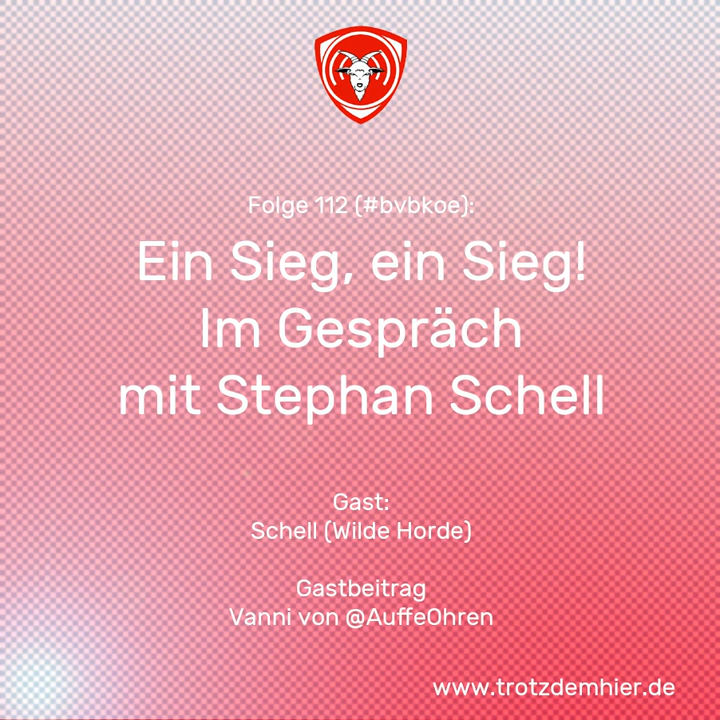 Folge 112 (#bvbkoe):
Ein Sieg, ein Sieg!
Im Gespräch
mit Stephan Schell
Gast:
Schell (Wilde Horde)
Gastbeitrag
Vanni von @AuffeOhren
www.trotzdemhier.de